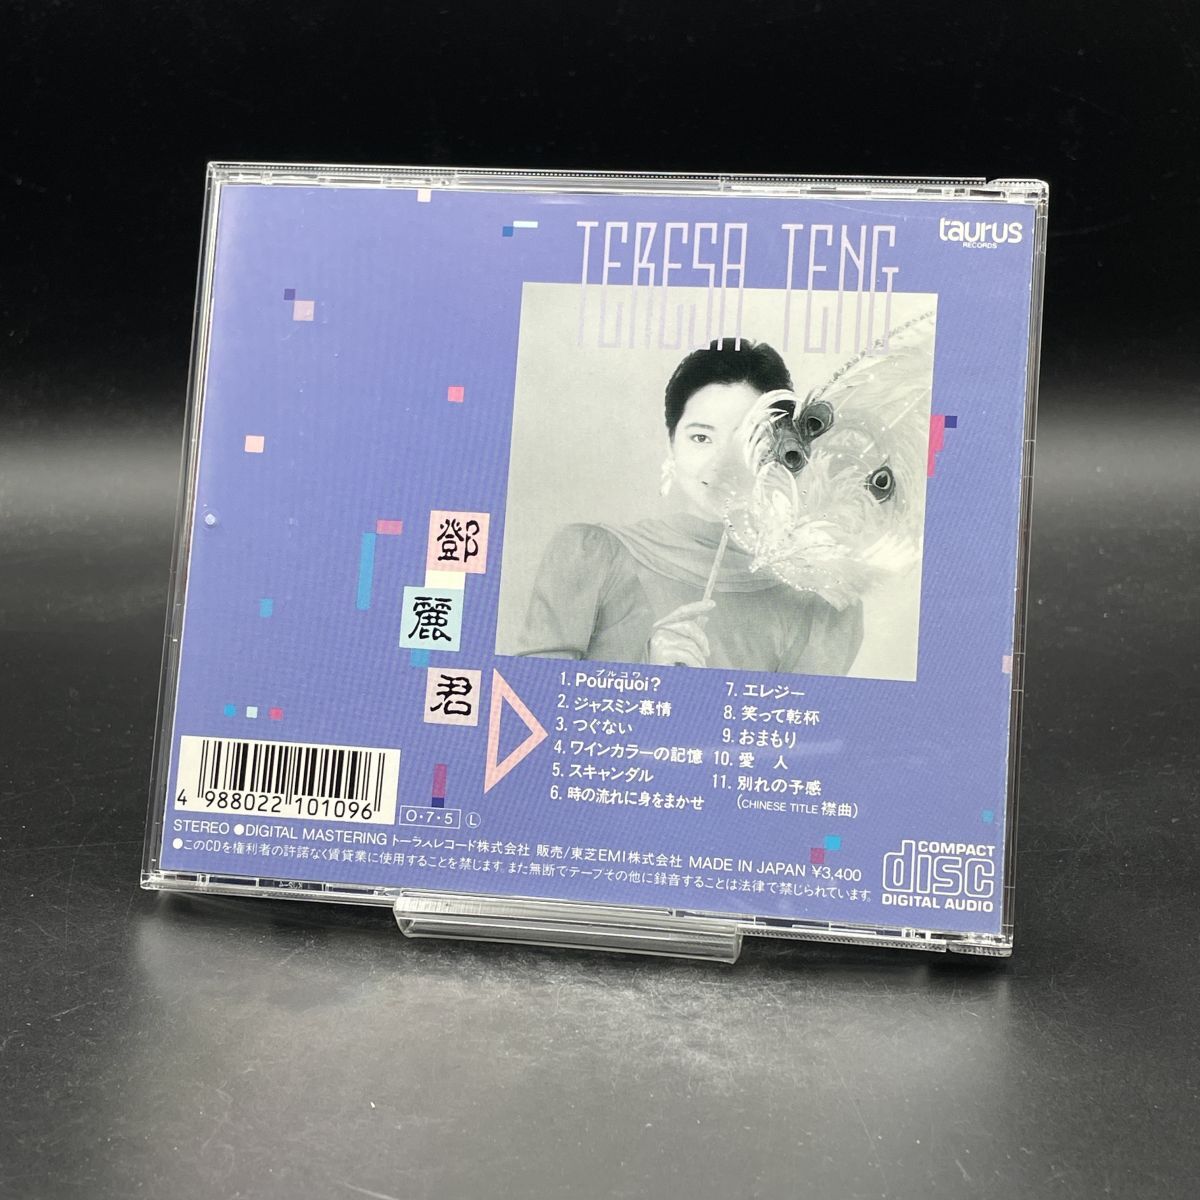 TERESA TENG
taurus
RECORDS
鄧
麗
君
プルコワ
1. Pourquoi?
2. ジャスミン慕情
3. つぐない
4. ワインカラーの記憶
5. スキャンダル
6. 時の流れに身をまかせ
7. エレジー
8. 笑って乾杯
9. おまもり
10. 愛 人
11. 別れの予感
(CHINESE TITLE 襟曲)
4 988022 101096
O・7・5 Ⓛ
STEREO ●DIGITAL MASTERING トーラスレコード株式会社 販売/東芝EMI株式会社 MADE IN JAPAN ¥3,400
●このCDを権利者の許諾なく賃貸業に使用することを禁じます。また無断でテープその他に録音することは法律で禁じられています。
COMPACT
disc
DIGITAL AUDIO